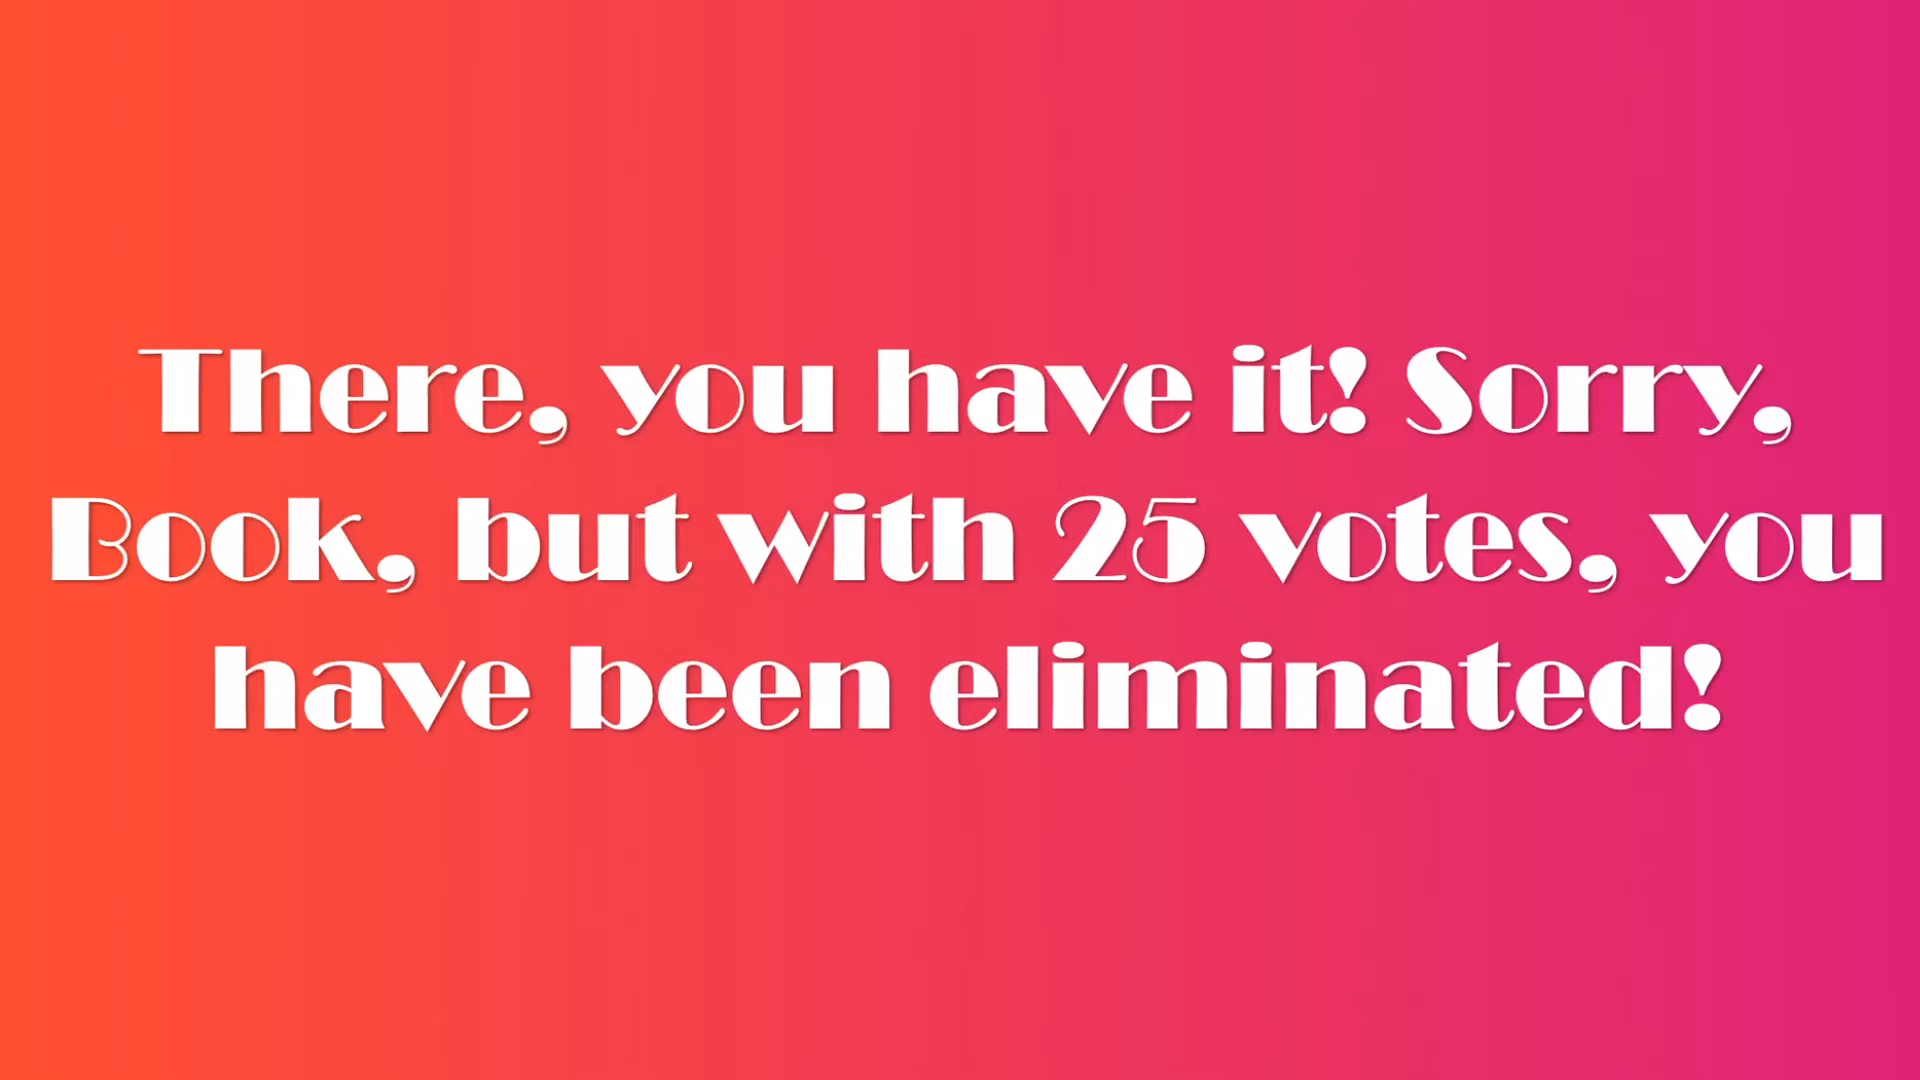 There, you have it! Sorry,
Book, but with 25 votes, you
have been eliminated!